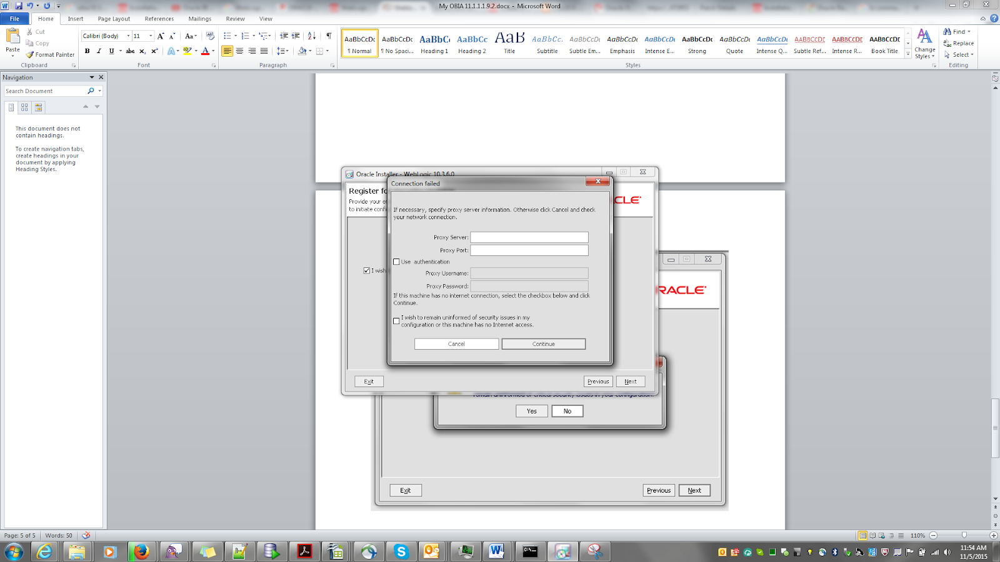 My OBIA 11.1.1.1.9.2.docx - Microsoft Word
File Home Insert Page Layout References Mailings Review View
Paste
Cut
Copy
Format Painter
Clipboard
Calibri (Body) 11
Font
Paragraph
AaBbCcDc AaBbCcDc AaBbC AaBbCc AaB AaBbCc. AaBbCcDc AaBbCcDc AaBbCcDc AaBbCcDc AaBbCcDc AaBbCcDc AABBCCDC AABBCCDC AABBCCDC
¶ Normal ¶ No Spaci... Heading 1 Heading 2 Title Subtitle Subtle Em... Emphasis Intense E... Strong Quote Intense Q... Subtle Ref... Intense R... Book Title
Styles
Change
Styles
Find
Replace
Select
Editing
Navigation
Search Document
This document does not
contain headings.
To create navigation tabs,
create headings in your
document by applying
Heading Styles.
Oracle Installer - WebLogic 10.3.6.0
Register fo
Provide your e
to initiate confi
CLE
I wish
Exit
Previous
Next
Connection failed
If necessary, specify proxy server information. Otherwise click Cancel and check
your network connection.
Proxy Server:
Proxy Port:
Use authentication
Proxy Username:
Proxy Password:
If this machine has no internet connection, select the checkbox below and click
Continue.
I wish to remain uninformed of security issues in my
configuration or this machine has no Internet access.
Cancel
Continue
RACLE
remain uninformed of critical security issues in your configuration?
Yes
No
Exit
Previous
Next
Page: 5 of 5 Words: 50
110%
11:54 AM
11/5/2015